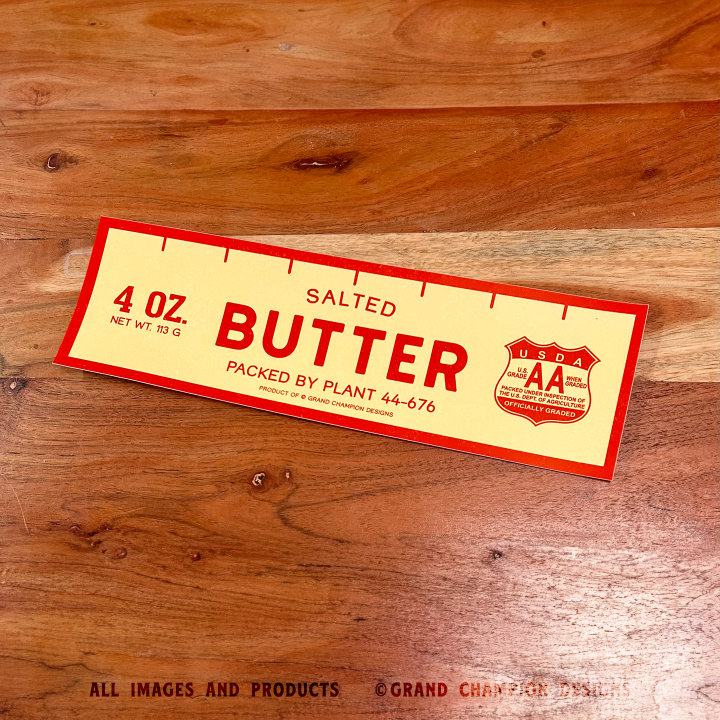 SALTED
4 OZ.
NET WT. 113 G
BUTTER
PACKED BY PLANT 44-676
PRODUCT OF © GRAND CHAMPION DESIGNS
USDA
U.S. GRADE
AA
WHEN GRADED
PACKED UNDER INSPECTION OF
THE U.S. DEPT. OF AGRICULTURE
OFFICIALLY GRADED
ALL IMAGES AND PRODUCTS ©GRAND CHAMPION DESIGNS